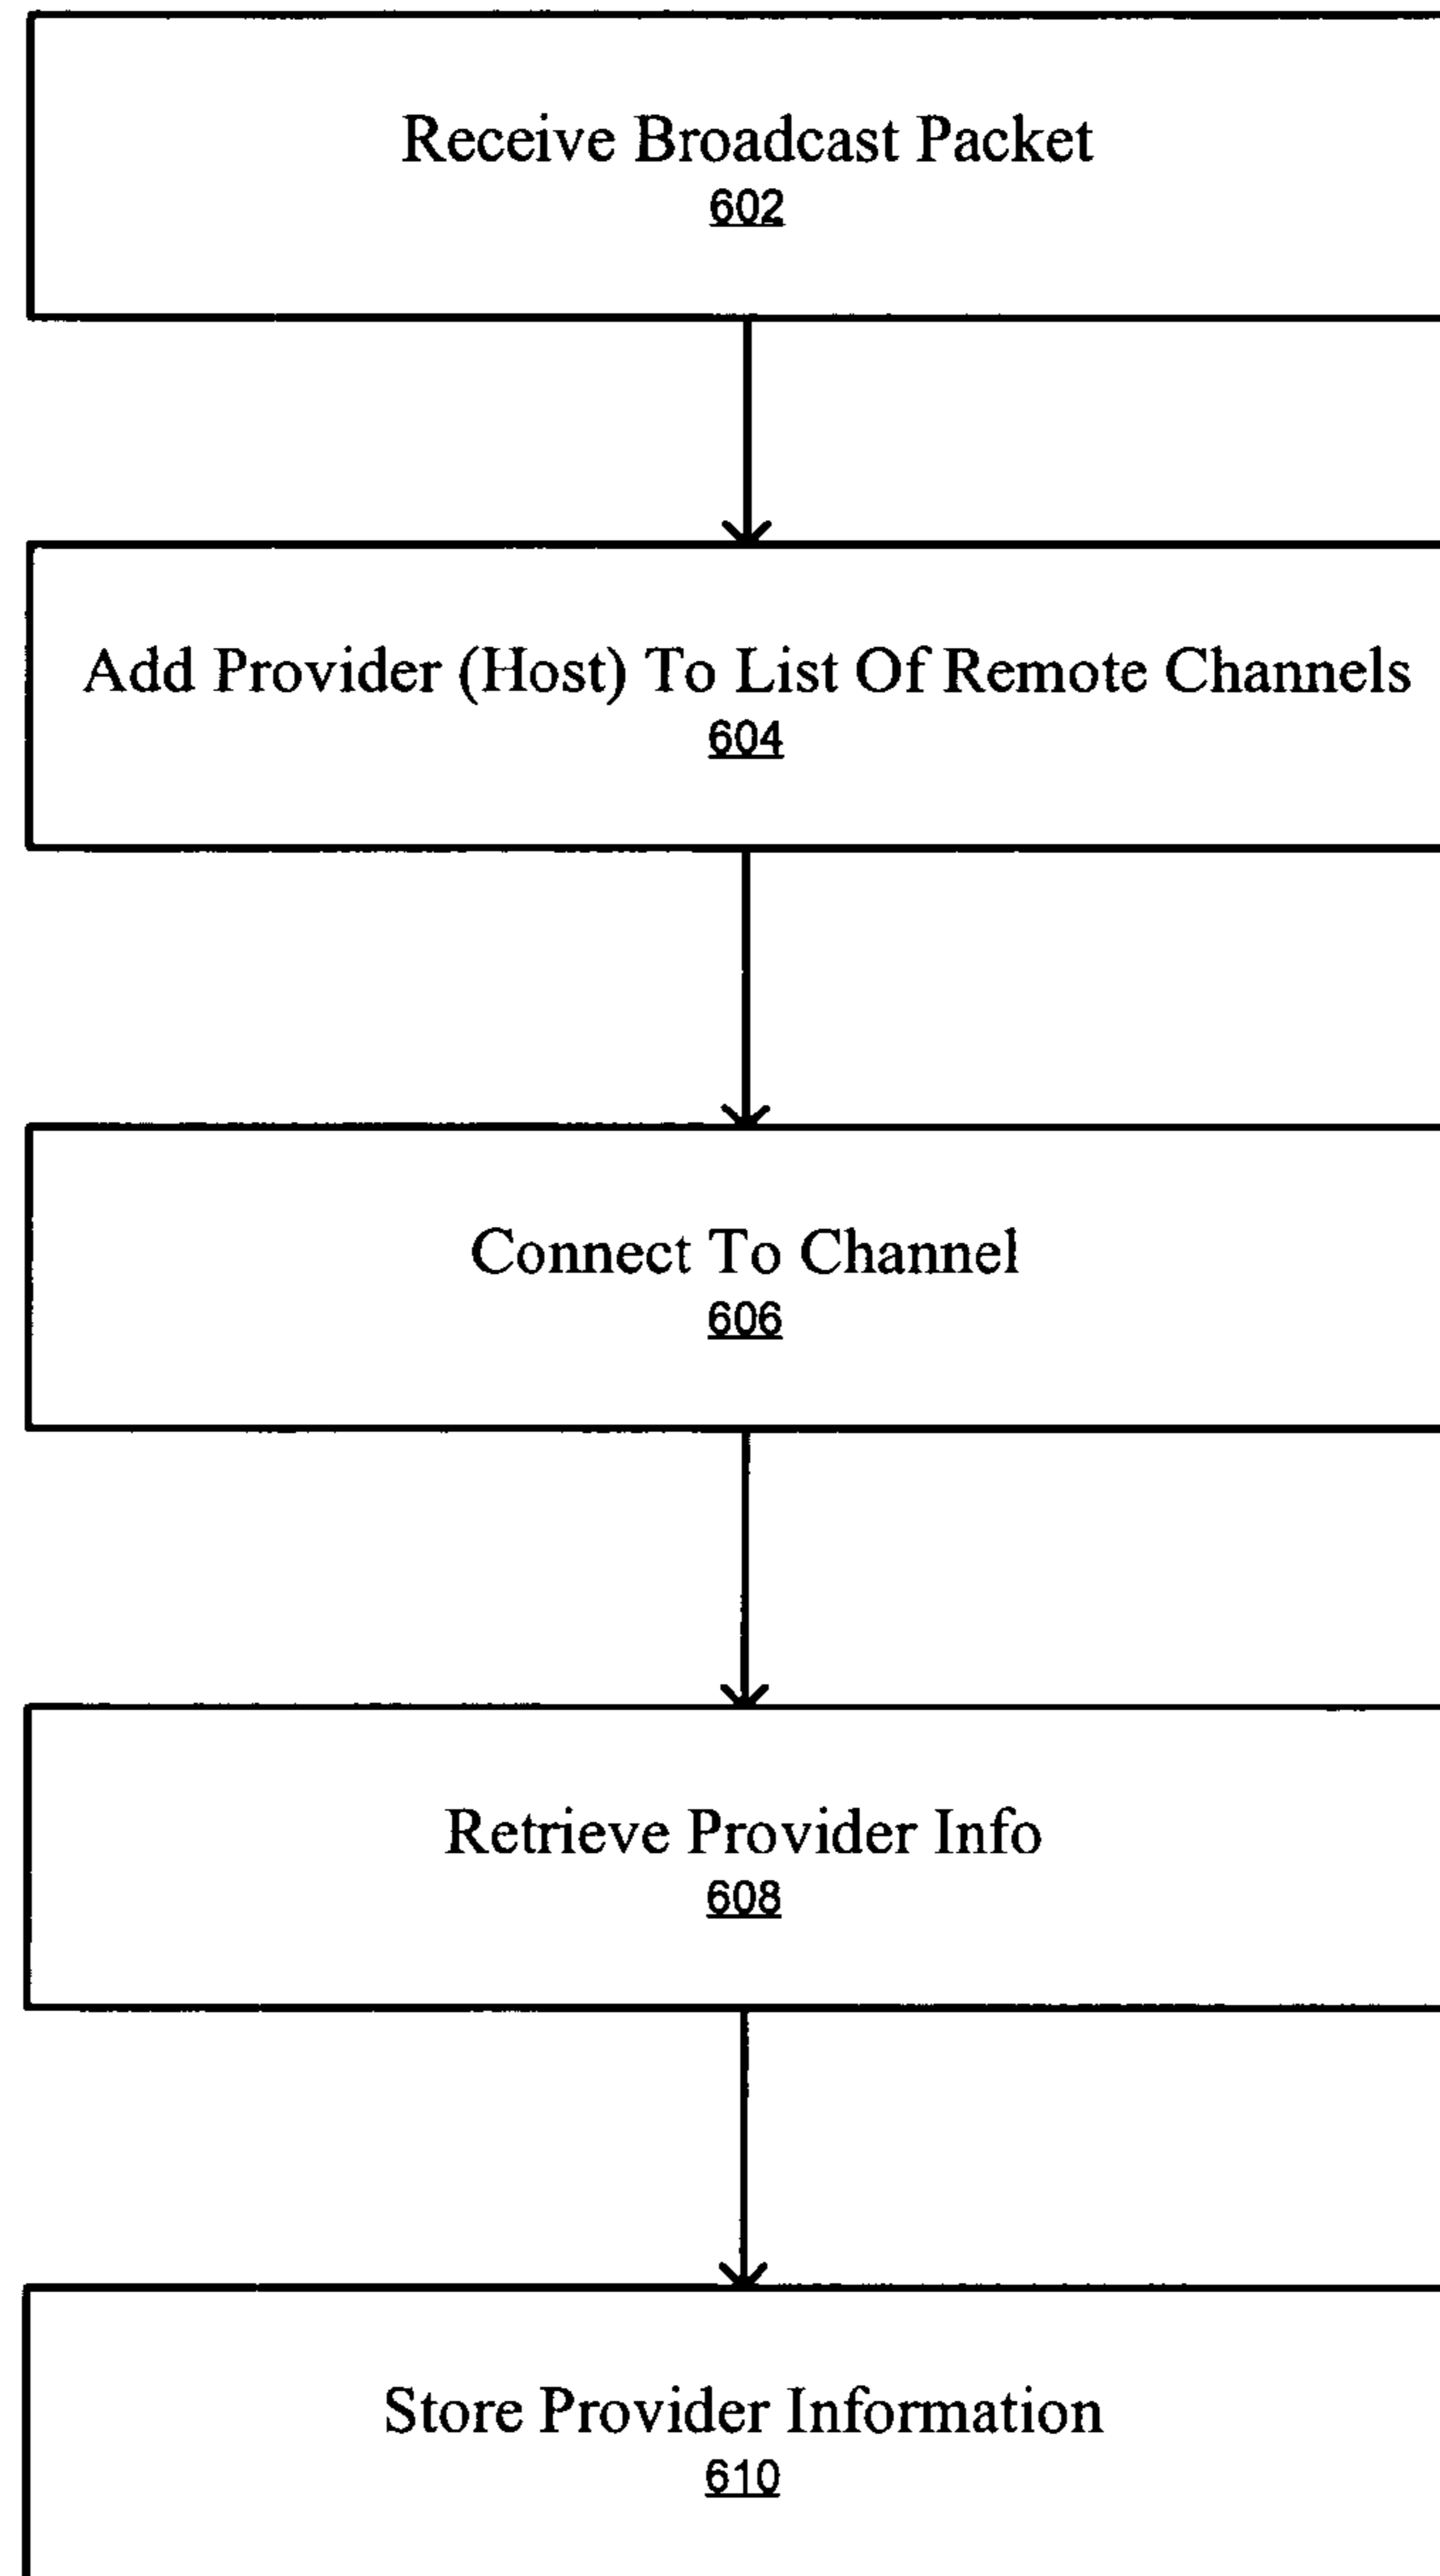 Receive Broadcast Packet
602
Add Provider (Host) To List Of Remote Channels
604
Connect To Channel
606
Retrieve Provider Info
608
Store Provider Information
610